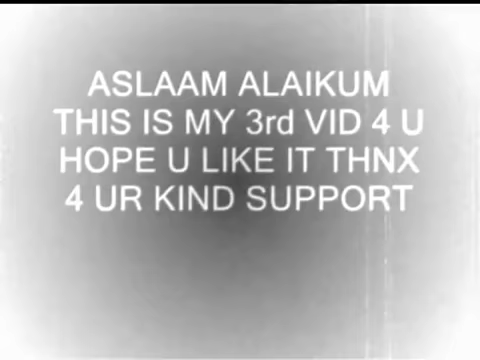 ASLAAM ALAIKUM
THIS IS MY 3rd VID 4 U
HOPE U LIKE IT THNX
4 UR KIND SUPPORT